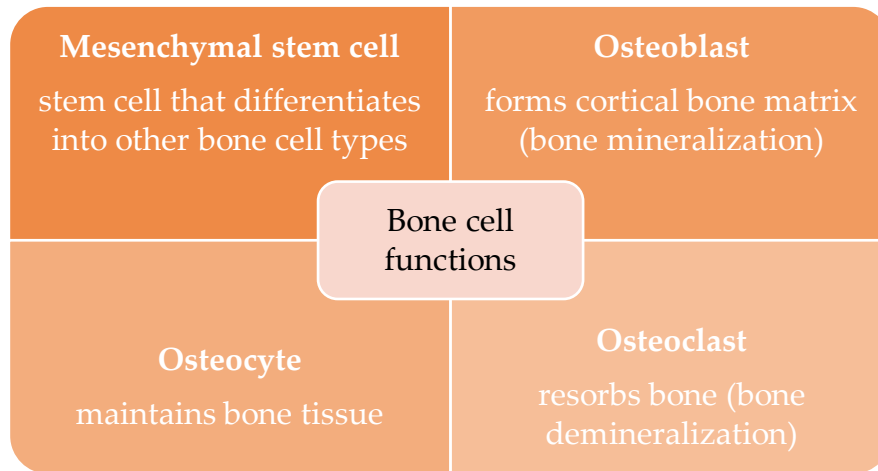 Mesenchymal stem cell
stem cell that differentiates
into other bone cell types
Osteoblast
forms cortical bone matrix
(bone mineralization)
Bone cell
functions
Osteocyte
maintains bone tissue
Osteoclast
resorbs bone (bone
demineralization)